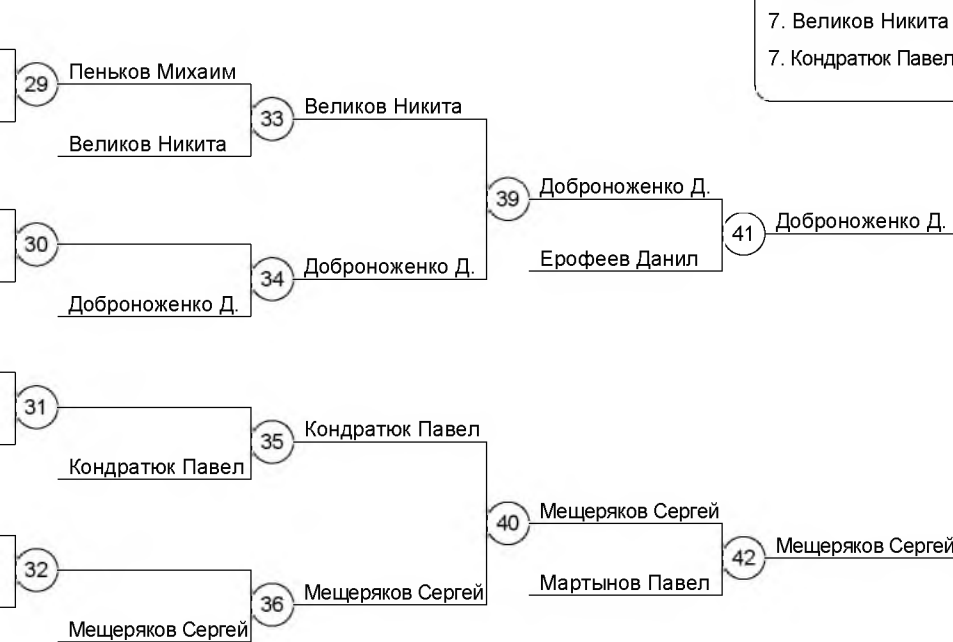 7. Великов Никита
7. Кондратюк Павел
29
Пеньков Михаим
33
Великов Никита
Великов Никита
39
Доброноженко Д.
30
41
Доброноженко Д.
Ерофеев Данил
34
Доброноженко Д.
Доброноженко Д.
31
35
Кондратюк Павел
Кондратюк Павел
40
Мещеряков Сергей
32
42
Мещеряков Сергей
Мартынов Павел
36
Мещеряков Сергей
Мещеряков Сергей